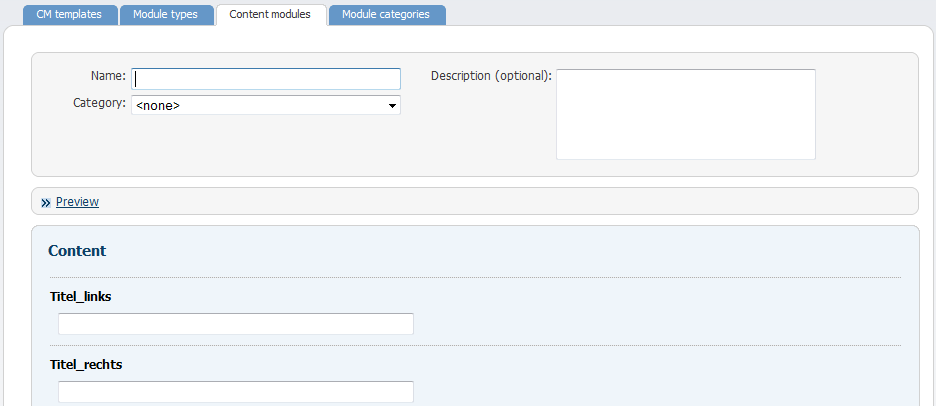 CM templates Module types Content modules Module categories
Name: Description (optional):
Category: <none>
Preview
Content
Titel_links
Titel_rechts